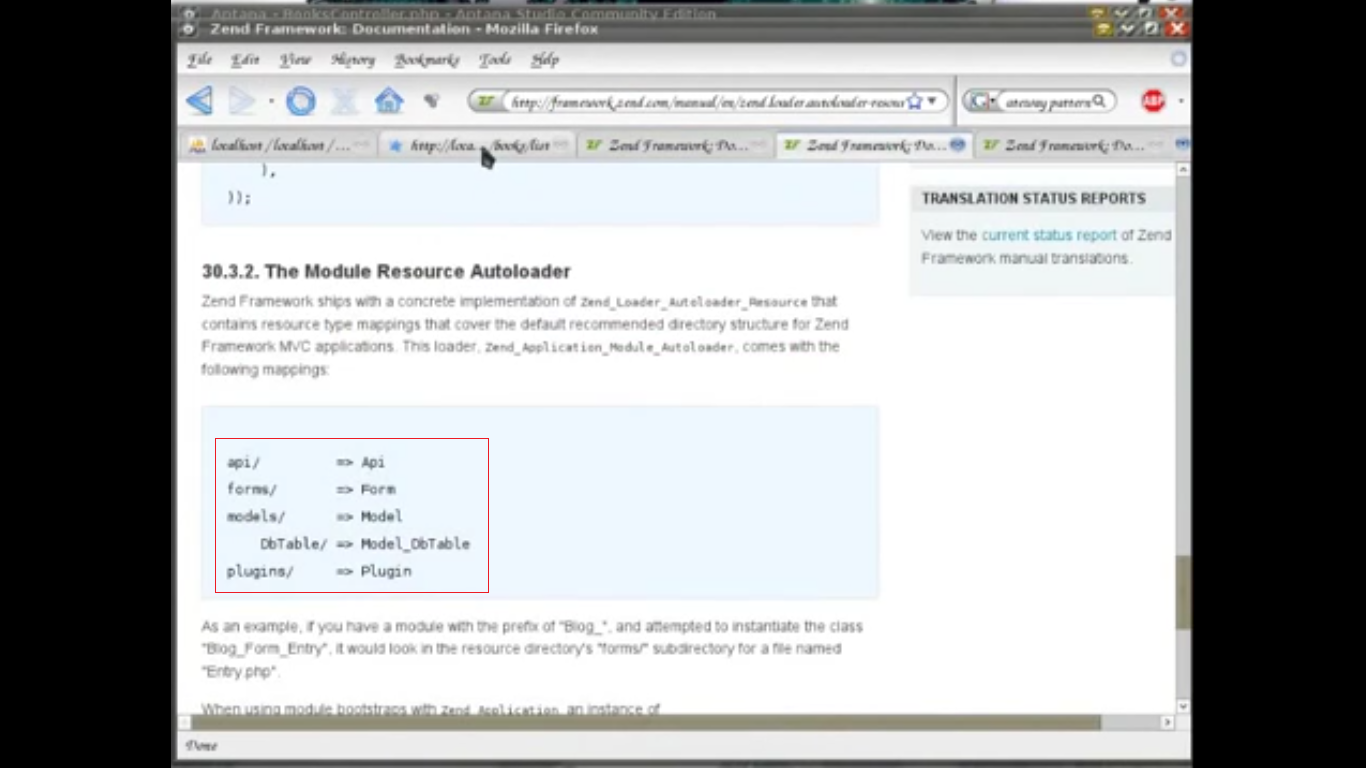 Aptana - BooksController.php - Aptana Studio Community Edition
Zend Framework: Documentation - Mozilla Firefox
File Edit View History Bookmarks Tools Help
http://framework.zend.com/manual/en/zend.loader.autoloader-resour
ateway pattern
ABP
localhost / localhost / ...
http://loca... /books/list
Zend Framework: Do...
Zend Framework: Do...
Zend Framework: Do...
),
));
TRANSLATION STATUS REPORTS
View the current status report of Zend
Framework manual translations.
30.3.2. The Module Resource Autoloader
Zend Framework ships with a concrete implementation of Zend_Loader_Autoloader_Resource that
contains resource type mappings that cover the default recommended directory structure for Zend
Framework MVC applications. This loader, Zend_Application_Module_Autoloader, comes with the
following mappings:
api/ => Api
forms/ => Form
models/ => Model
DbTable/ => Model_DbTable
plugins/ => Plugin
As an example, if you have a module with the prefix of "Blog_", and attempted to instantiate the class
"Blog_Form_Entry", it would look in the resource directory's "forms/" subdirectory for a file named
"Entry.php".
When using module bootstraps with Zend_Application, an instance of
Done